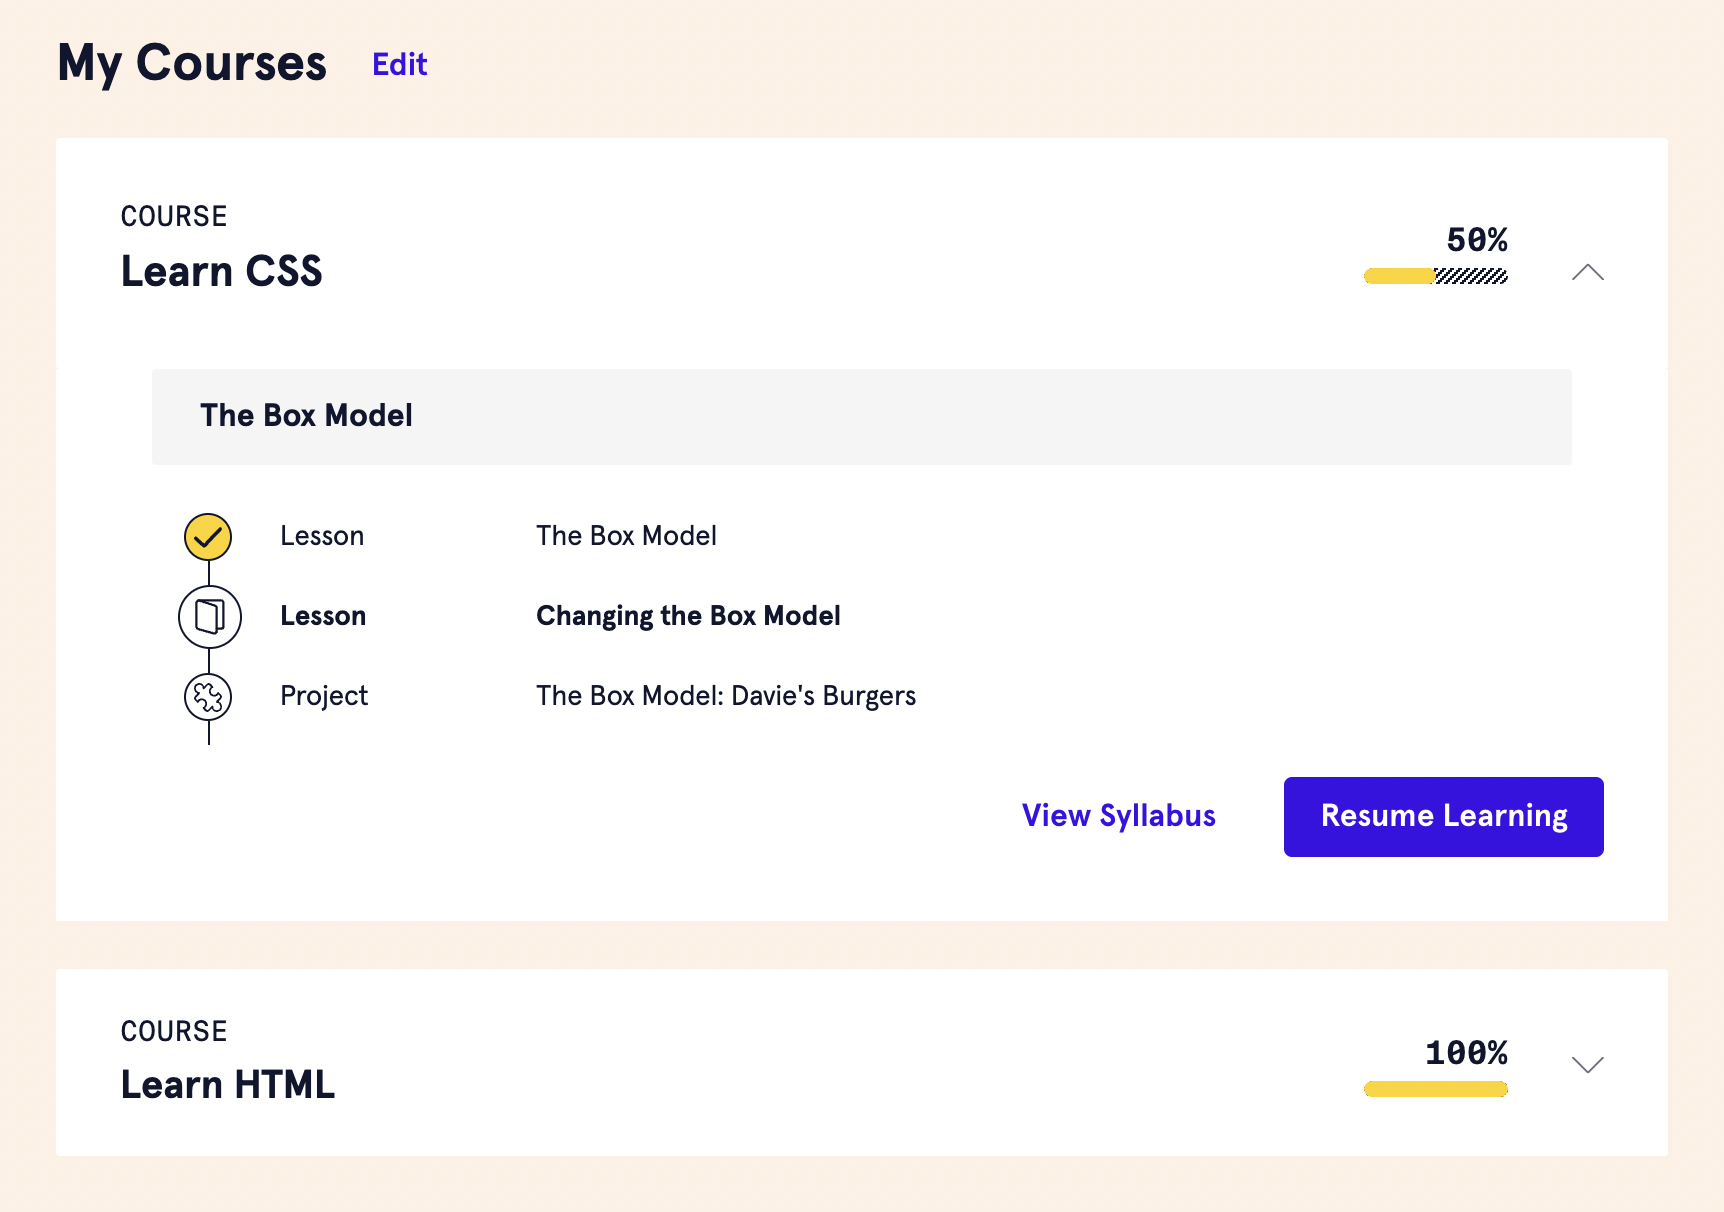 My Courses Edit
COURSE
Learn CSS
50%
The Box Model
Lesson The Box Model
Lesson Changing the Box Model
Project The Box Model: Davie's Burgers
View Syllabus Resume Learning
COURSE
Learn HTML
100%